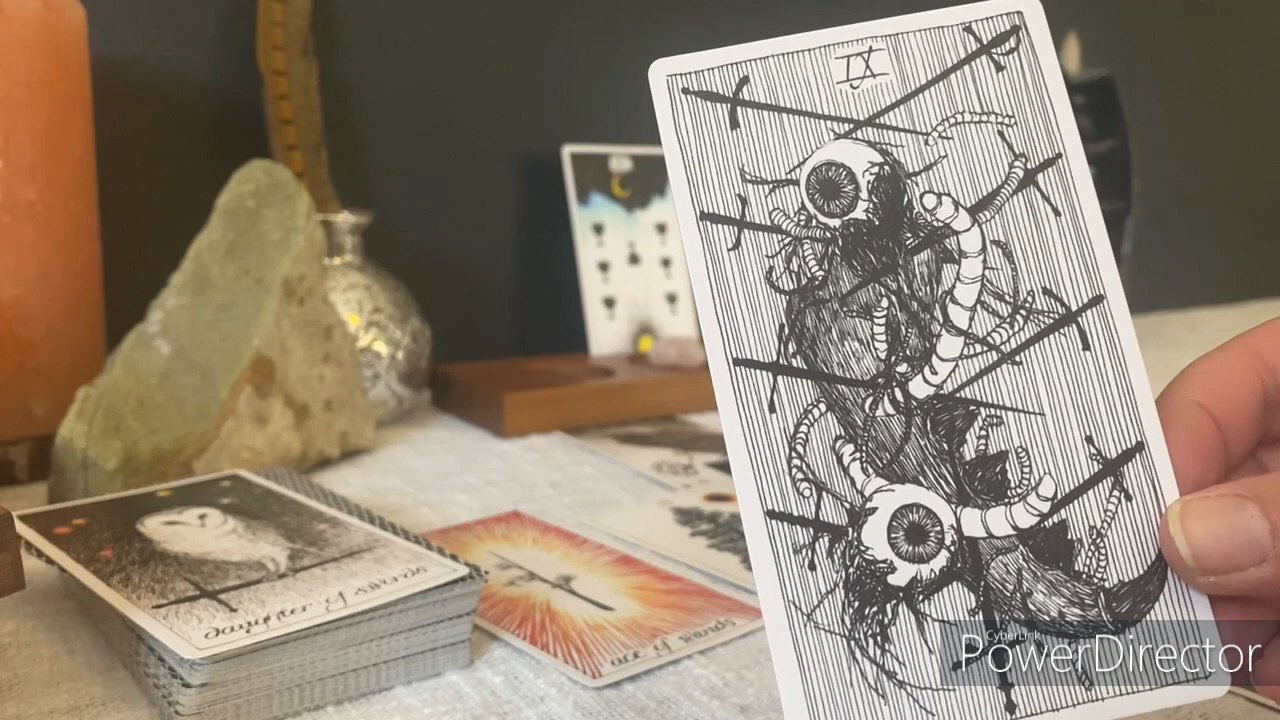 IX
daughter of swords
ace of swords
CyberLink
PowerDirector